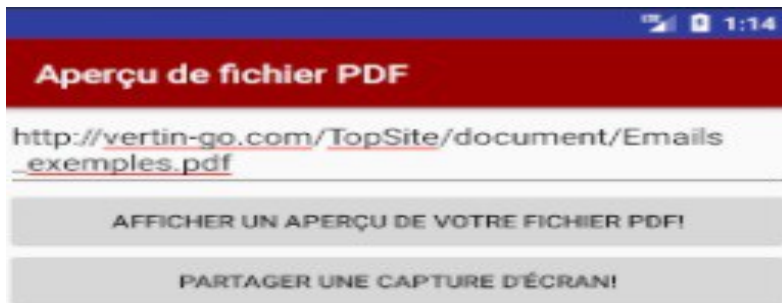 1:14
Aperçu de fichier PDF
http://vertin-go.com/TopSite/document/Emails
_exemples.pdf
AFFICHER UN APERÇU DE VOTRE FICHIER PDF!
PARTAGER UNE CAPTURE D'ÉCRAN!